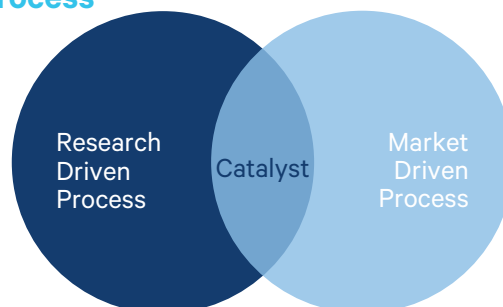 rocess
Research
Driven
Process
Catalyst
Market
Driven
Process